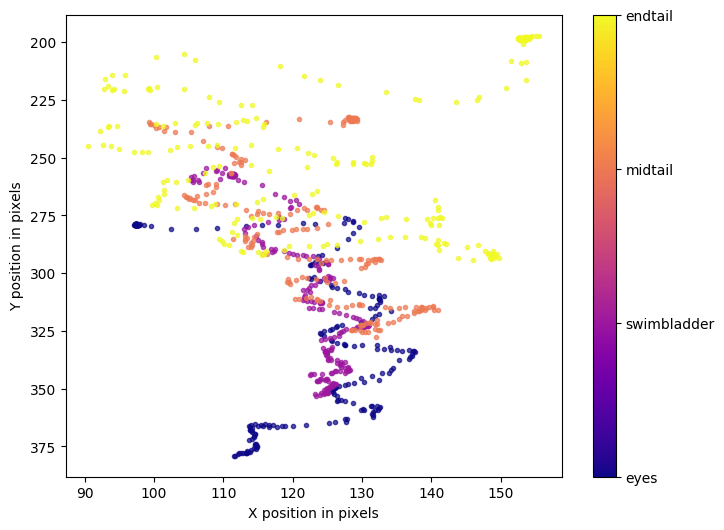 200
225
250
275
300
325
350
375
Y position in pixels
90 100 110 120 130 140 150
X position in pixels
endtail
midtail
swimbladder
eyes